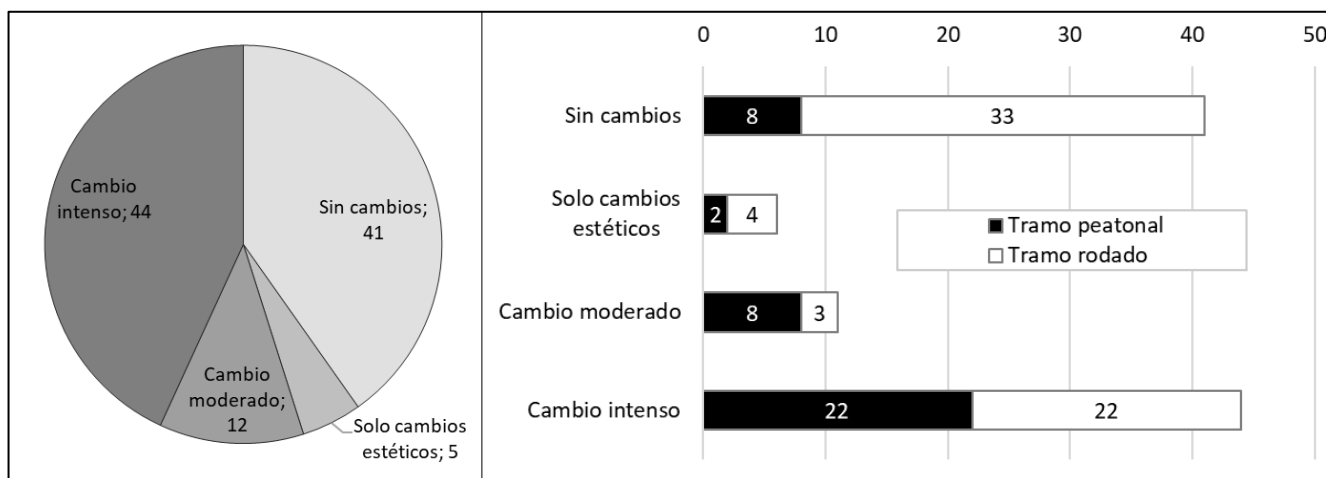 Cambio
intenso; 44
Sin cambios;
41
Cambio
moderado;
12
Solo cambios
estéticos; 5
0 10 20 30 40 50
Sin cambios 8 33
Solo cambios
estéticos 2 4
Cambio moderado 8 3
Cambio intenso 22 22
Tramo peatonal
Tramo rodado